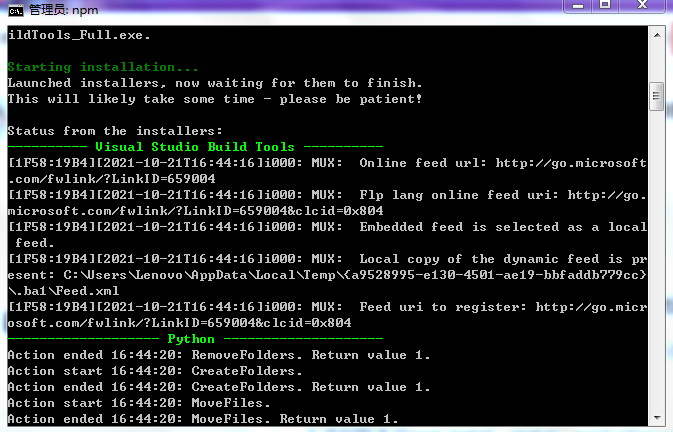 管理员: npm
ildTools_Full.exe.
Starting installation...
Launched installers, now waiting for them to finish.
This will likely take some time - please be patient!
Status from the installers:
---------- Visual Studio Build Tools ----------
[1F58:19B4][2021-10-21T16:44:16]i000: MUX:  Online feed url: http://go.microsoft
.com/fwlink/?LinkID=659004
[1F58:19B4][2021-10-21T16:44:16]i000: MUX:  Flp lang online feed uri: http://go.
microsoft.com/fwlink/?LinkID=659004&clcid=0x804
[1F58:19B4][2021-10-21T16:44:16]i000: MUX:  Embedded feed is selected as a local
 feed.
[1F58:19B4][2021-10-21T16:44:16]i000: MUX:  Local copy of the dynamic feed is pr
esent: C:\Users\Lenovo\AppData\Local\Temp\{a9528995-e130-4501-ae19-bbfaddb779cc}
\.ba1\Feed.xml
[1F58:19B4][2021-10-21T16:44:16]i000: MUX:  Feed uri to register: http://go.micr
osoft.com/fwlink/?LinkID=659004&clcid=0x804
------------------- Python --------------------
Action ended 16:44:20: RemoveFolders. Return value 1.
Action start 16:44:20: CreateFolders.
Action ended 16:44:20: CreateFolders. Return value 1.
Action start 16:44:20: MoveFiles.
Action ended 16:44:20: MoveFiles. Return value 1.